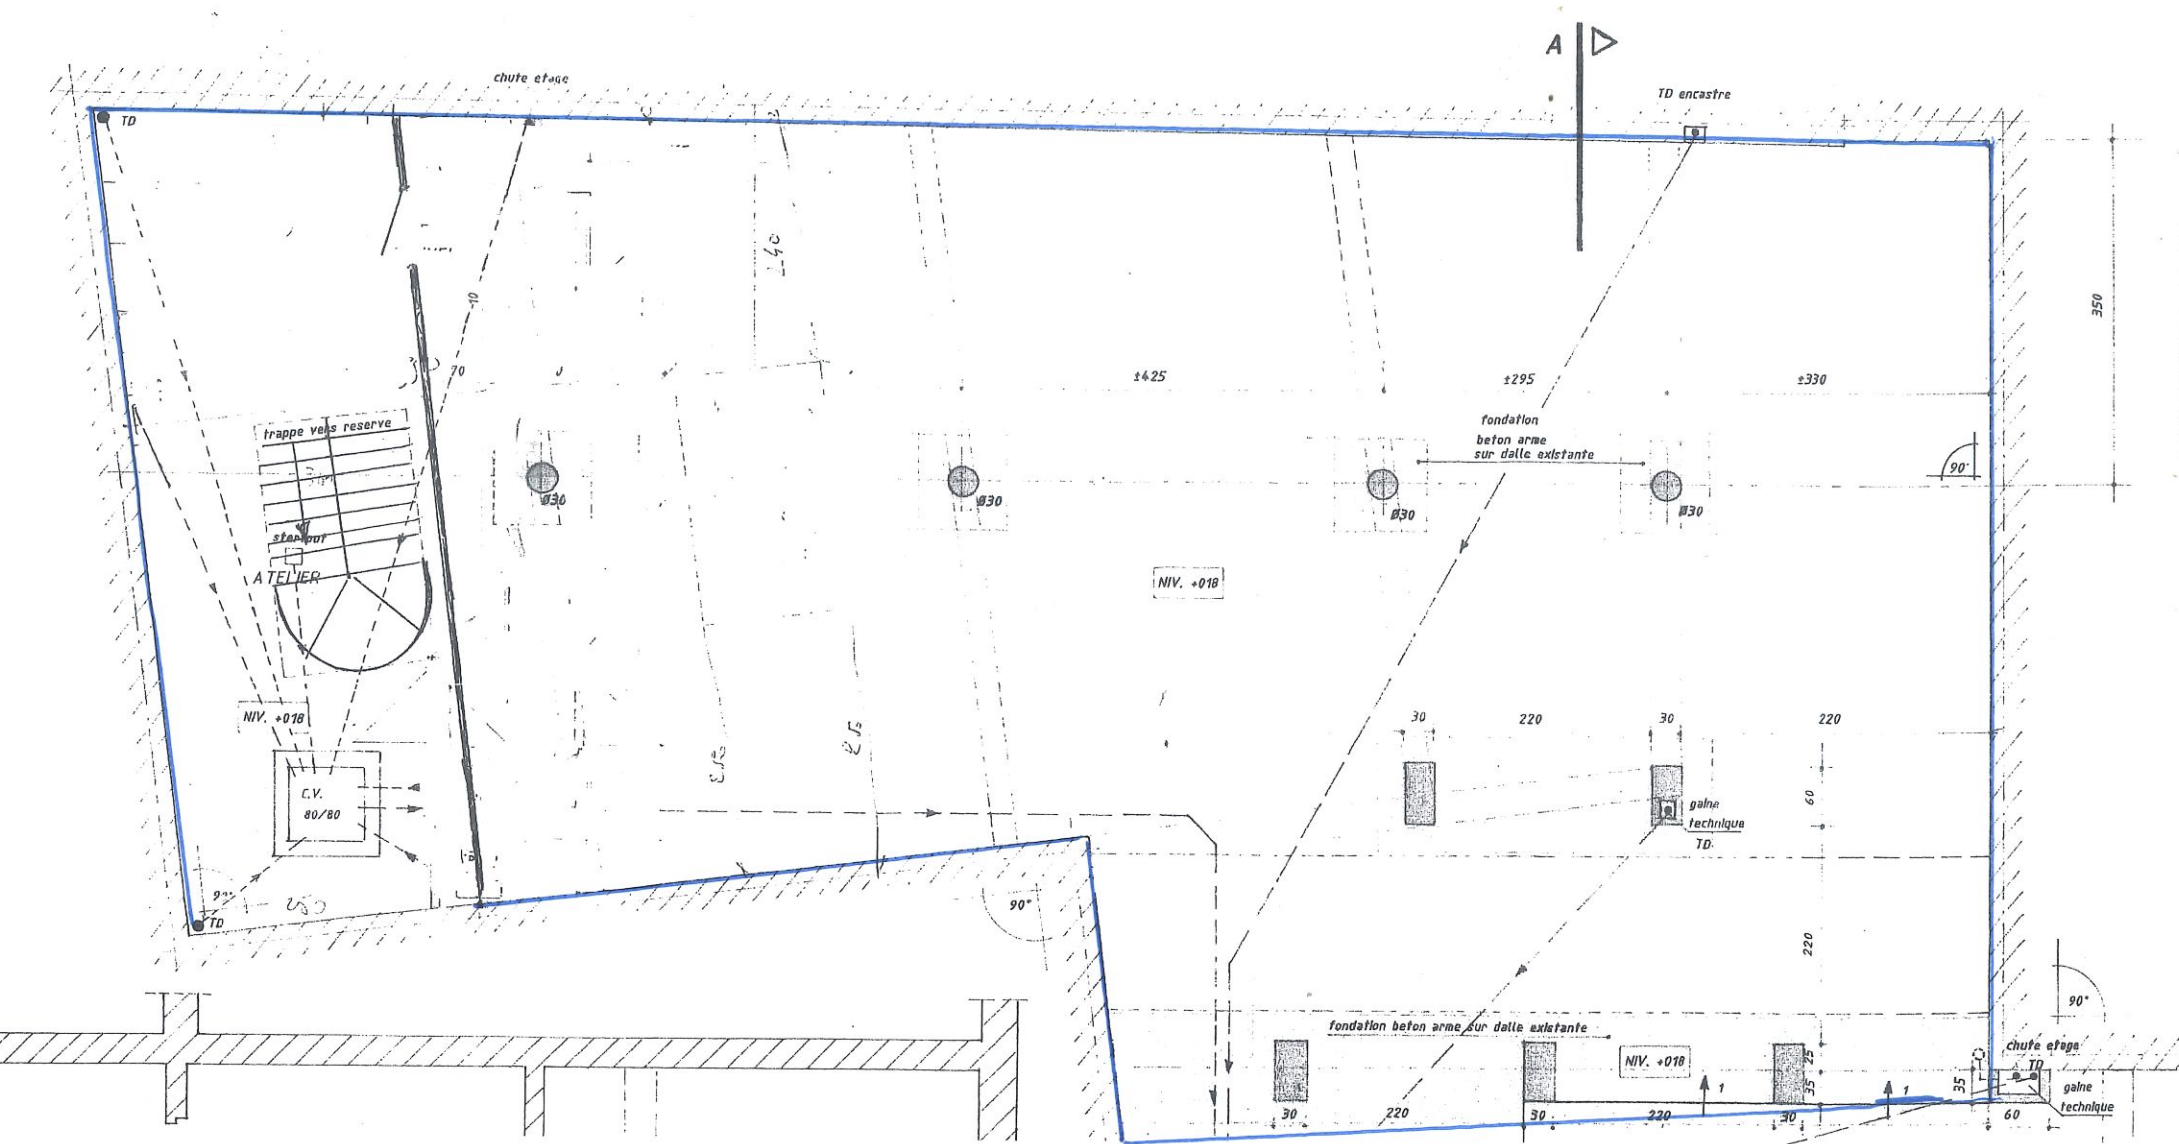 A
chute etage
TD encastre
TD
240
10
70
350
±425
±295
±330
trappe vers reserve
fondation
beton arme
sur dalle existante
90°
Ø30
Ø30
Ø30
Ø30
ATELIER
NIV. +018
NIV. +018
30
220
30
220
C.V.
80/80
60
gaine
technique
TD
TD
90°
220
90°
fondation beton arme sur dalle existante
NIV. +018
25
35
1
1
35
chute etage
TD
gaine
technique
30
220
30
220
30
60